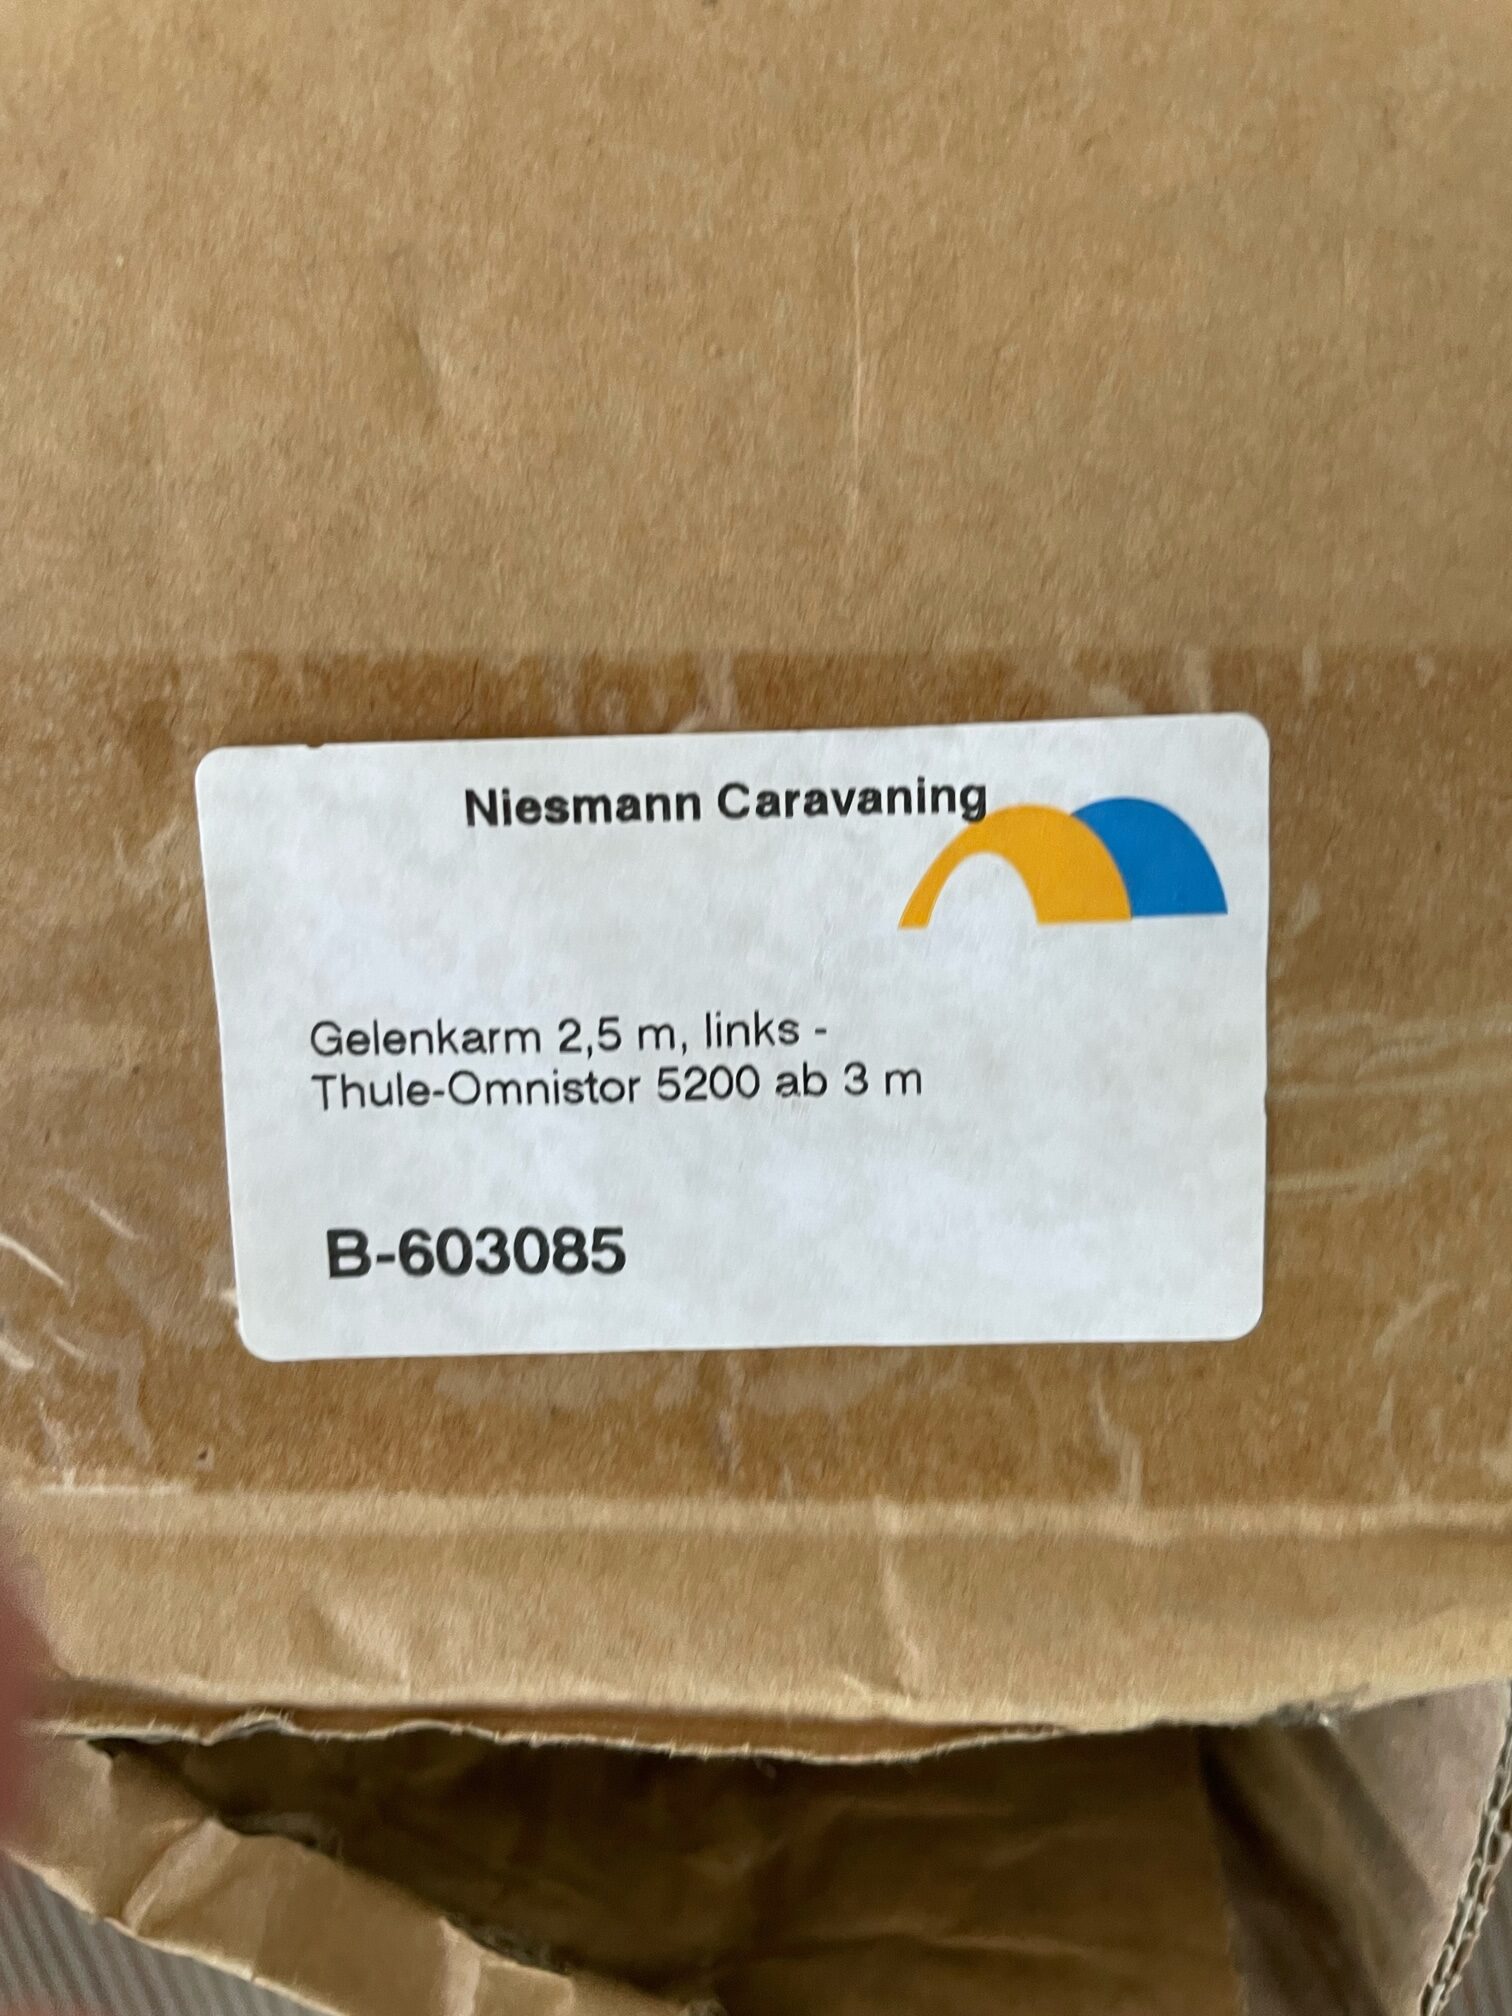 Niesmann Caravaning
Gelenkarm 2,5 m, links -
Thule-Omnistor 5200 ab 3 m
B-603085